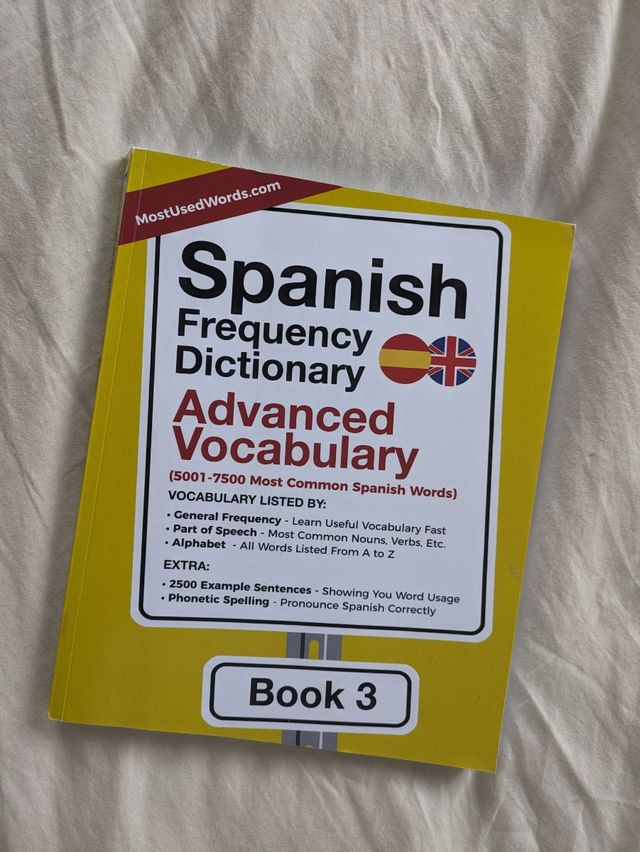 MostUsedWords.com
Spanish
Frequency
Dictionary
Advanced
Vocabulary
(5001-7500 Most Common Spanish Words)
VOCABULARY LISTED BY:
• General Frequency - Learn Useful Vocabulary Fast
• Part of Speech - Most Common Nouns, Verbs, Etc.
• Alphabet - All Words Listed From A to Z
EXTRA:
• 2500 Example Sentences - Showing You Word Usage
• Phonetic Spelling - Pronounce Spanish Correctly
Book 3